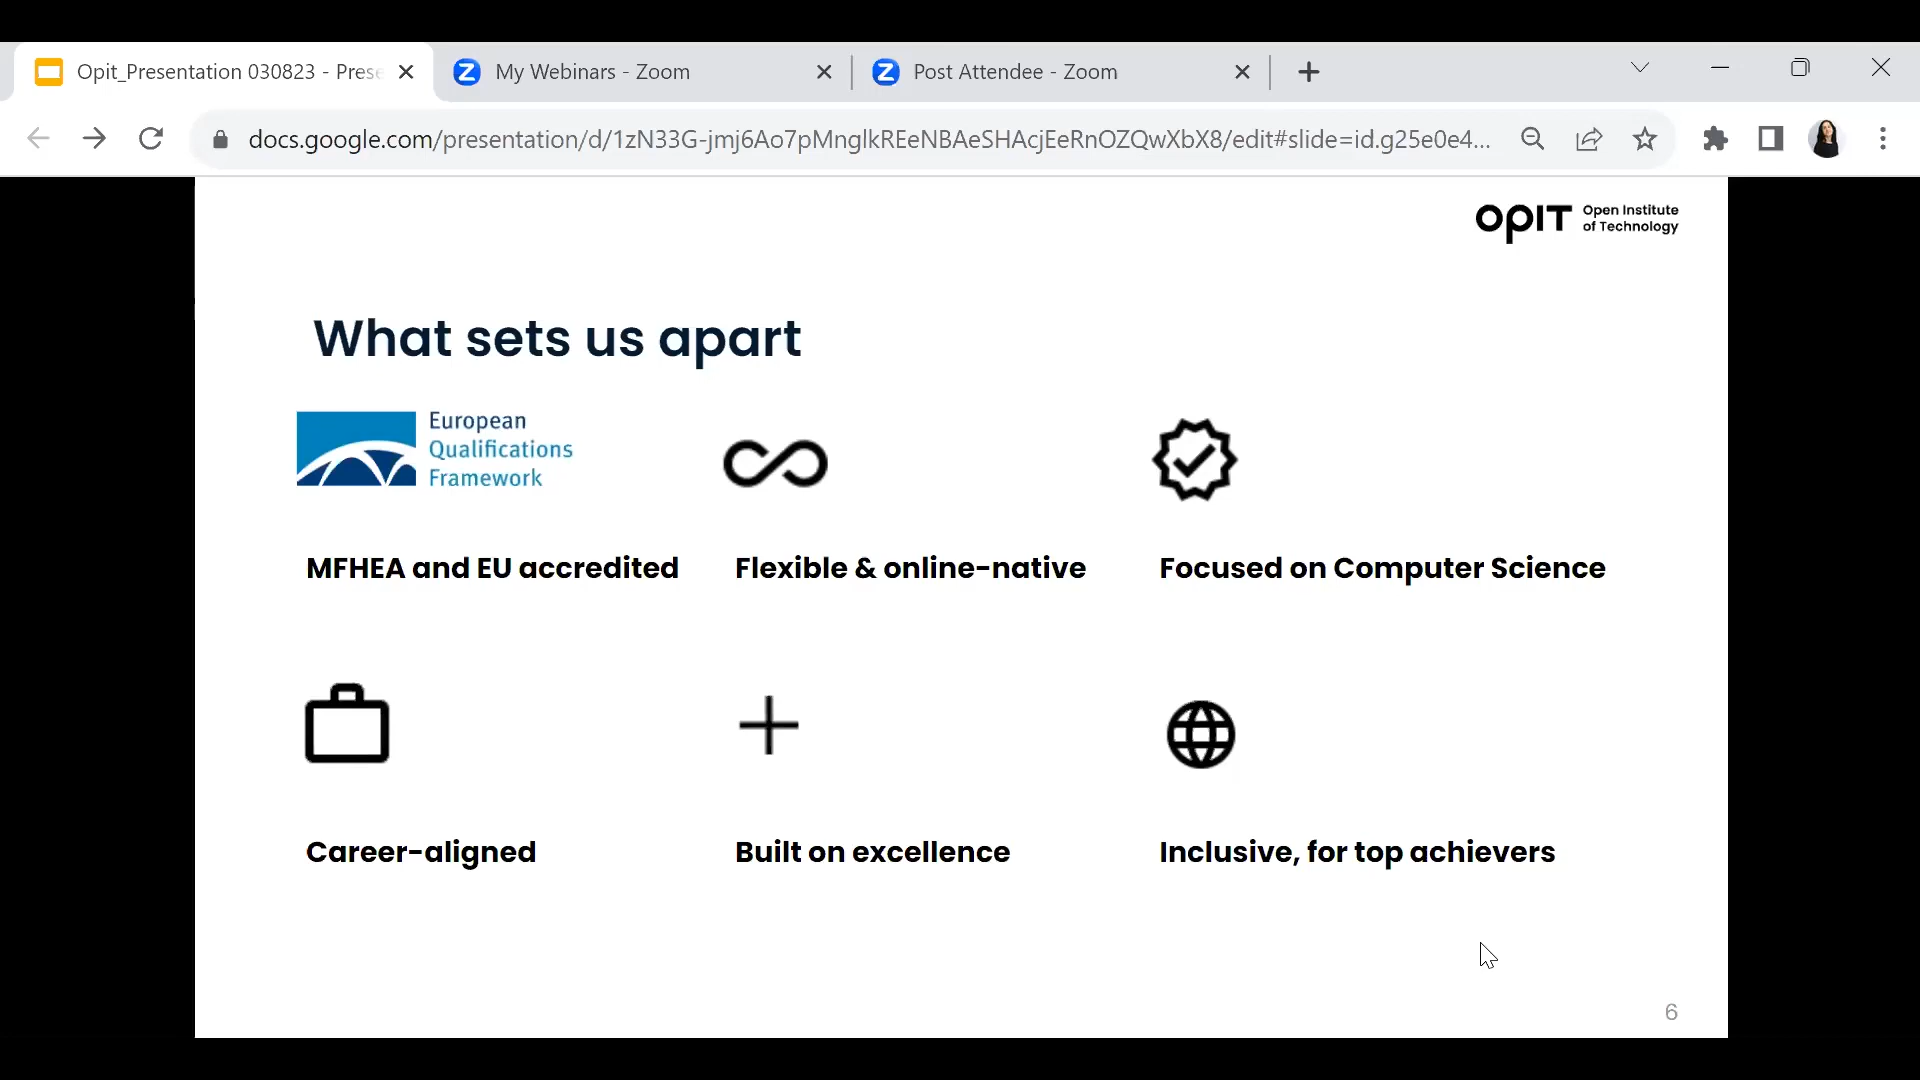 Opit_Presentation 030823 - Prese
My Webinars - Zoom
Post Attendee - Zoom
docs.google.com/presentation/d/1zN33G-jmj6Ao7pMnglkREeNBAeSHAcjEeRnOZQwXbX8/edit#slide=id.g25e0e4...
opIT
Open Institute
of Technology
What sets us apart
European
Qualifications
Framework
MFHEA and EU accredited
Flexible & online-native
Focused on Computer Science
Career-aligned
Built on excellence
Inclusive, for top achievers
6